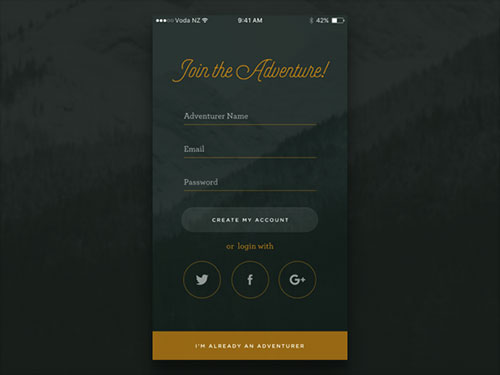 Voda NZ 9:41 AM 42%
Join the Adventure!
Adventurer Name
Email
Password
CREATE MY ACCOUNT
or login with
f G+
I'M ALREADY AN ADVENTURER